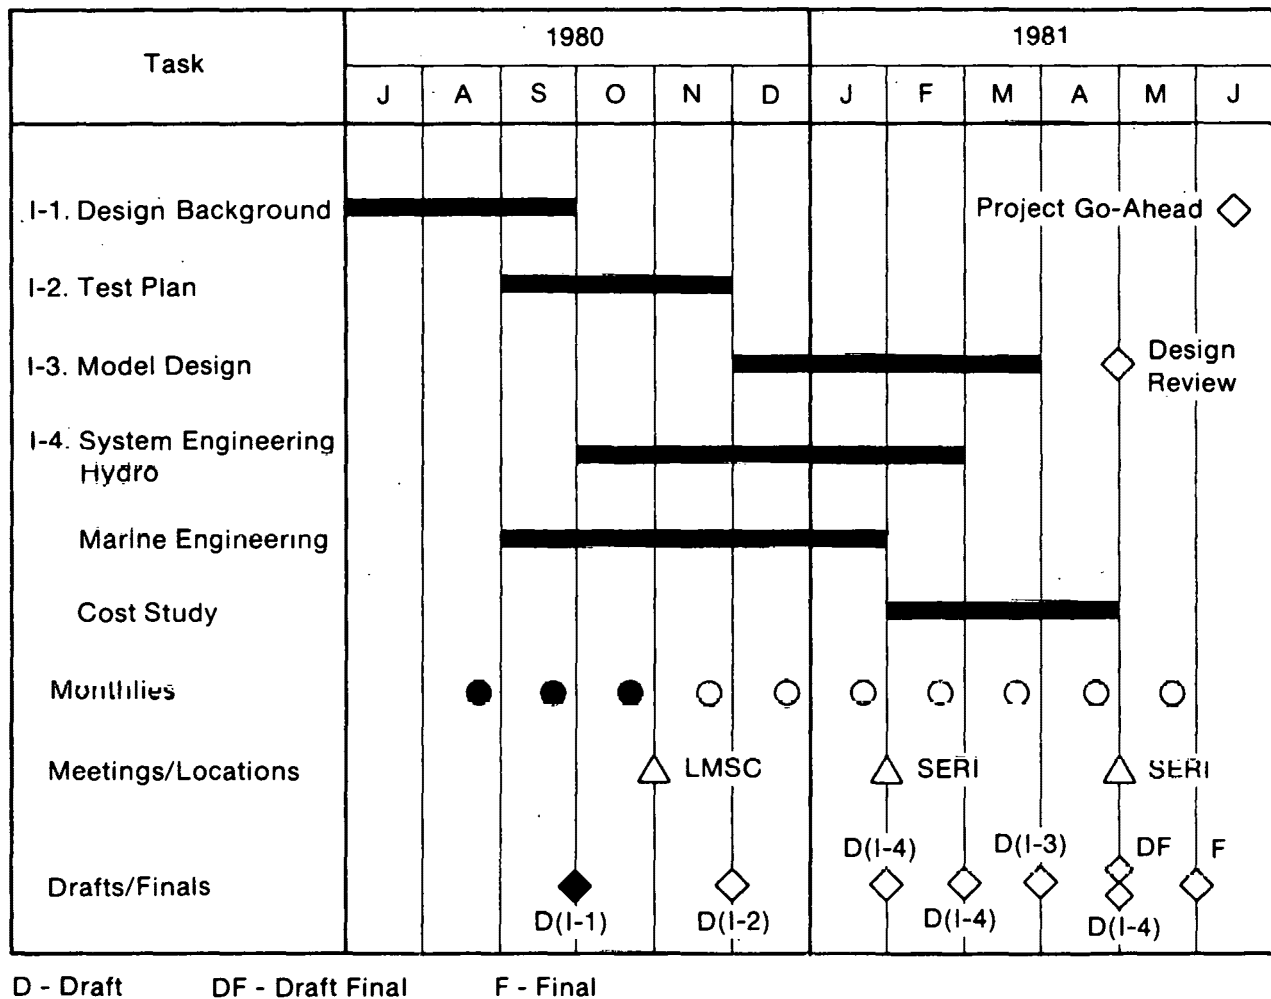 Task
1980
1981
J A S O N D J F M A M J
I-1. Design Background
Project Go-Ahead
I-2. Test Plan
I-3. Model Design
Design
Review
I-4. System Engineering
Hydro
Marine Engineering
Cost Study
Monthlies
Meetings/Locations
LMSC
SERI
SERI
D(I-4)
D(I-3)
DF
F
Drafts/Finals
D(I-1)
D(I-2)
D(I-4)
D(I-4)
D - Draft DF - Draft Final F - Final